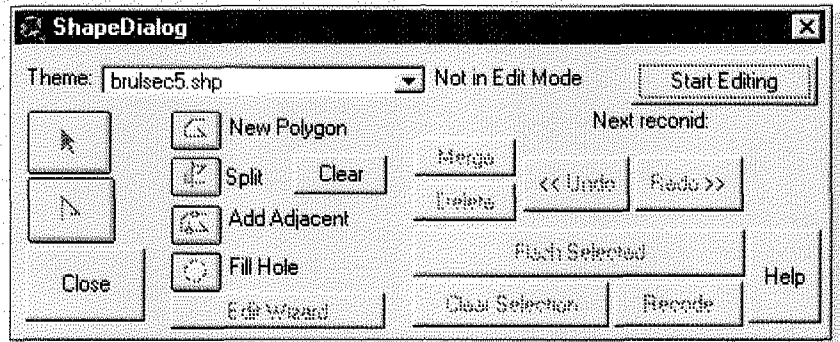 ShapeDialog
Theme: brulsec5.shp Not in Edit Mode Start Editing
Next reconid:
New Polygon
Merge
Split Clear
<< Undo Redo >>
Delete
Add Adjacent
Flash Selected
Fill Hole
Close
Help
Edit Wizard Clear Selection Recode